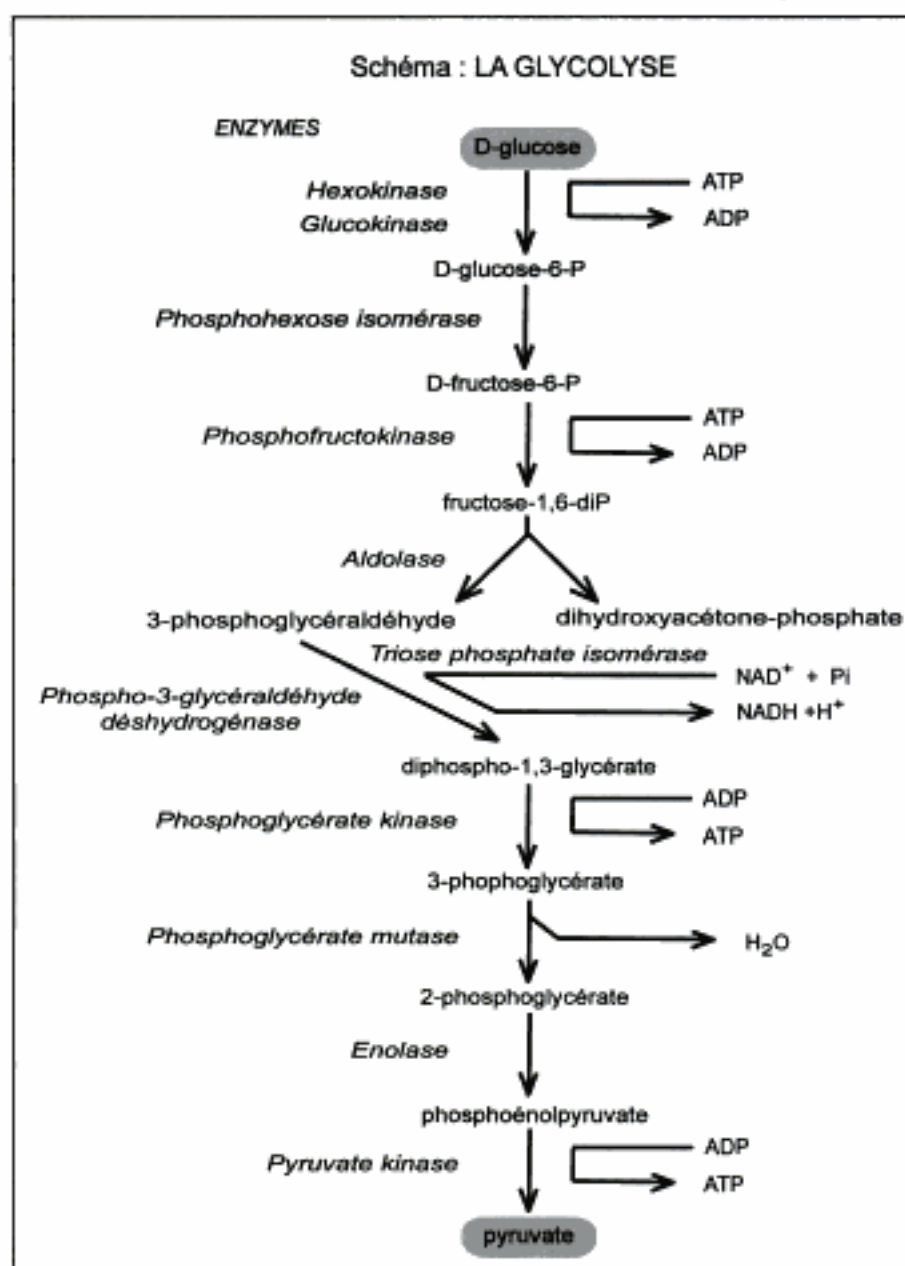 Schéma : LA GLYCOLYSE
ENZYMES
D-glucose
Hexokinase
Glucokinase
ATP
ADP
D-glucose-6-P
Phosphohexose isomérase
D-fructose-6-P
Phosphofructokinase
ATP
ADP
fructose-1,6-diP
Aldolase
3-phosphoglycéraldéhyde
dihydroxyacétone-phosphate
Triose phosphate isomérase
NAD⁺ + Pi
Phospho-3-glycéraldéhyde
déshydrogénase
NADH +H⁺
diphospho-1,3-glycérate
Phosphoglycérate kinase
ADP
ATP
3-phophoglycérate
Phosphoglycérate mutase
H₂O
2-phosphoglycérate
Enolase
phosphoénolpyruvate
Pyruvate kinase
ADP
ATP
pyruvate